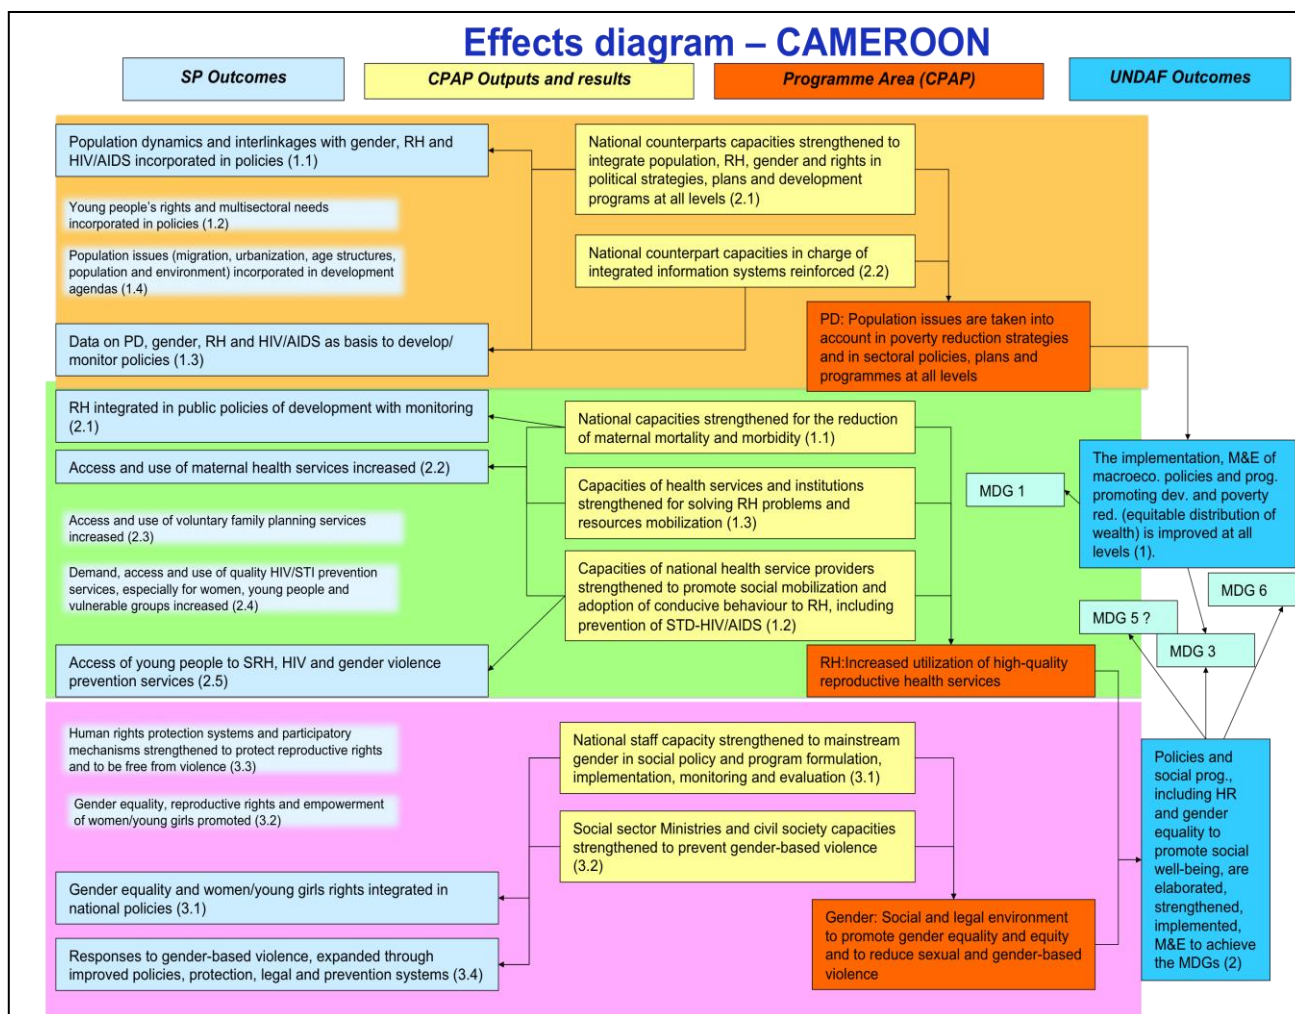 Effects diagram – CAMEROON
SP Outcomes
CPAP Outputs and results
Programme Area (CPAP)
UNDAF Outcomes
Population dynamics and interlinkages with gender, RH and
HIV/AIDS incorporated in policies (1.1)
Young people's rights and multisectoral needs
incorporated in policies (1.2)
Population issues (migration, urbanization, age structures,
population and environment) incorporated in development
agendas (1.4)
Data on PD, gender, RH and HIV/AIDS as basis to develop/
monitor policies (1.3)
National counterparts capacities strengthened to
integrate population, RH, gender and rights in
political strategies, plans and development
programs at all levels (2.1)
National counterpart capacities in charge of
integrated information systems reinforced (2.2)
PD: Population issues are taken into
account in poverty reduction strategies
and in sectoral policies, plans and
programmes at all levels
RH integrated in public policies of development with monitoring
(2.1)
Access and use of maternal health services increased (2.2)
Access and use of voluntary family planning services
increased (2.3)
Demand, access and use of quality HIV/STI prevention
services, especially for women, young people and
vulnerable groups increased (2.4)
Access of young people to SRH, HIV and gender violence
prevention services (2.5)
National capacities strengthened for the reduction
of maternal mortality and morbidity (1.1)
Capacities of health services and institutions
strengthened for solving RH problems and
resources mobilization (1.3)
Capacities of national health service providers
strengthened to promote social mobilization and
adoption of conducive behaviour to RH, including
prevention of STD-HIV/AIDS (1.2)
RH:Increased utilization of high-quality
reproductive health services
MDG 1
The implementation, M&E of
macroeco. policies and prog.
promoting dev. and poverty
red. (equitable distribution of
wealth) is improved at all
levels (1).
MDG 6
MDG 5 ?
MDG 3
Human rights protection systems and participatory
mechanisms strengthened to protect reproductive rights
and to be free from violence (3.3)
Gender equality, reproductive rights and empowerment
of women/young girls promoted (3.2)
Gender equality and women/young girls rights integrated in
national policies (3.1)
Responses to gender-based violence, expanded through
improved policies, protection, legal and prevention systems (3.4)
National staff capacity strengthened to mainstream
gender in social policy and program formulation,
implementation, monitoring and evaluation (3.1)
Social sector Ministries and civil society capacities
strengthened to prevent gender-based violence
(3.2)
Gender: Social and legal environment
to promote gender equality and equity
and to reduce sexual and gender-based
violence
Policies and
social prog.,
including HR
and gender
equality to
promote social
well-being, are
elaborated,
strengthened,
implemented,
M&E to achieve
the MDGs (2)